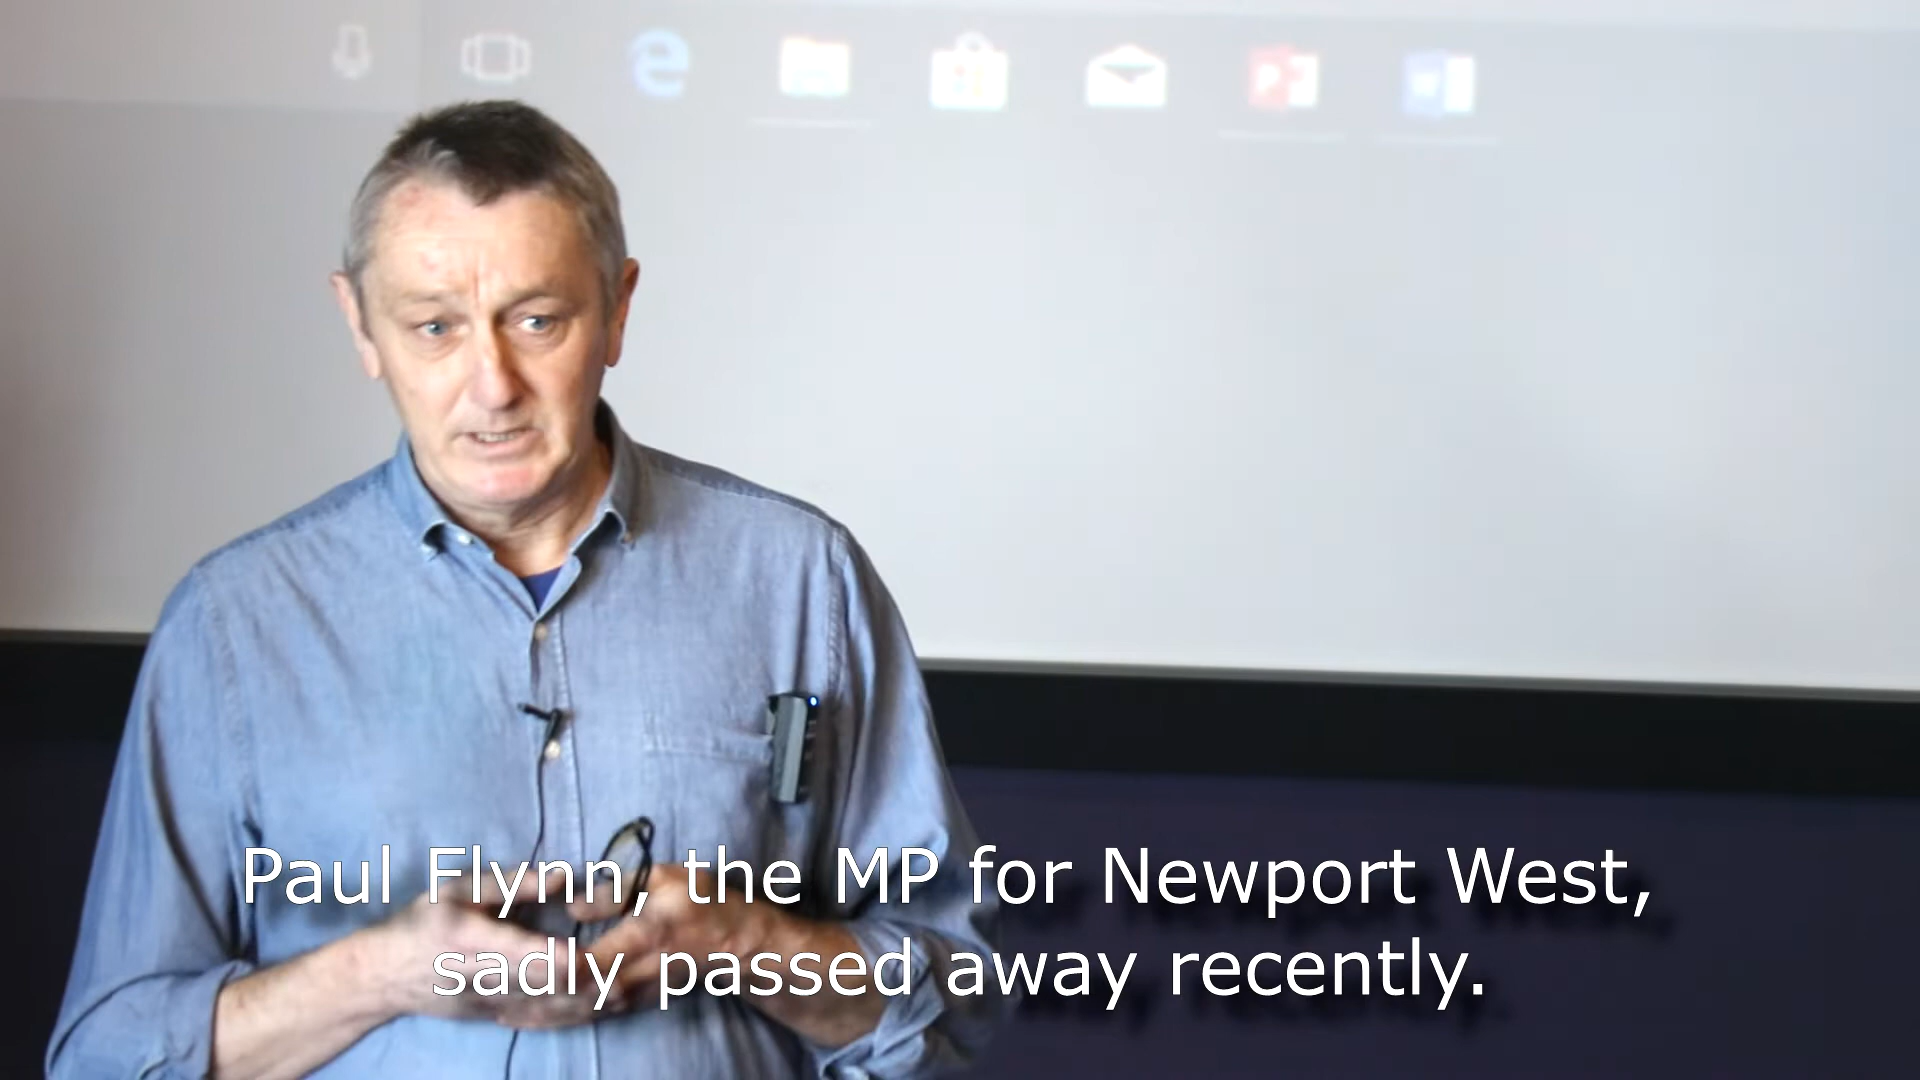 Paul Flynn, the MP for Newport West,
sadly passed away recently.